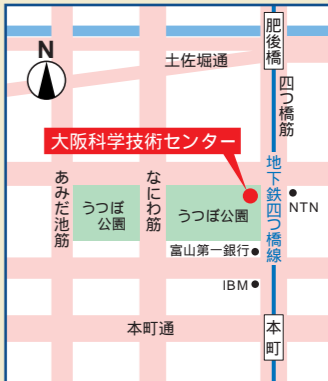 N
肥後橋
土佐堀通
四つ橋筋
大阪科学技術センター
あみだ池筋
なにわ筋
地下鉄四つ橋線
うつぼ
公園
うつぼ公園
NTN
富山第一銀行
IBM
本町通
本町